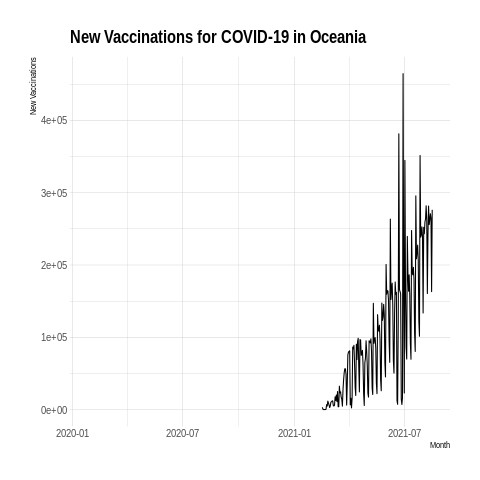 New Vaccinations for COVID-19 in Oceania
New Vaccinations
4e+05
3e+05
2e+05
1e+05
0e+00
2020-01 2020-07 2021-01 2021-07
Month